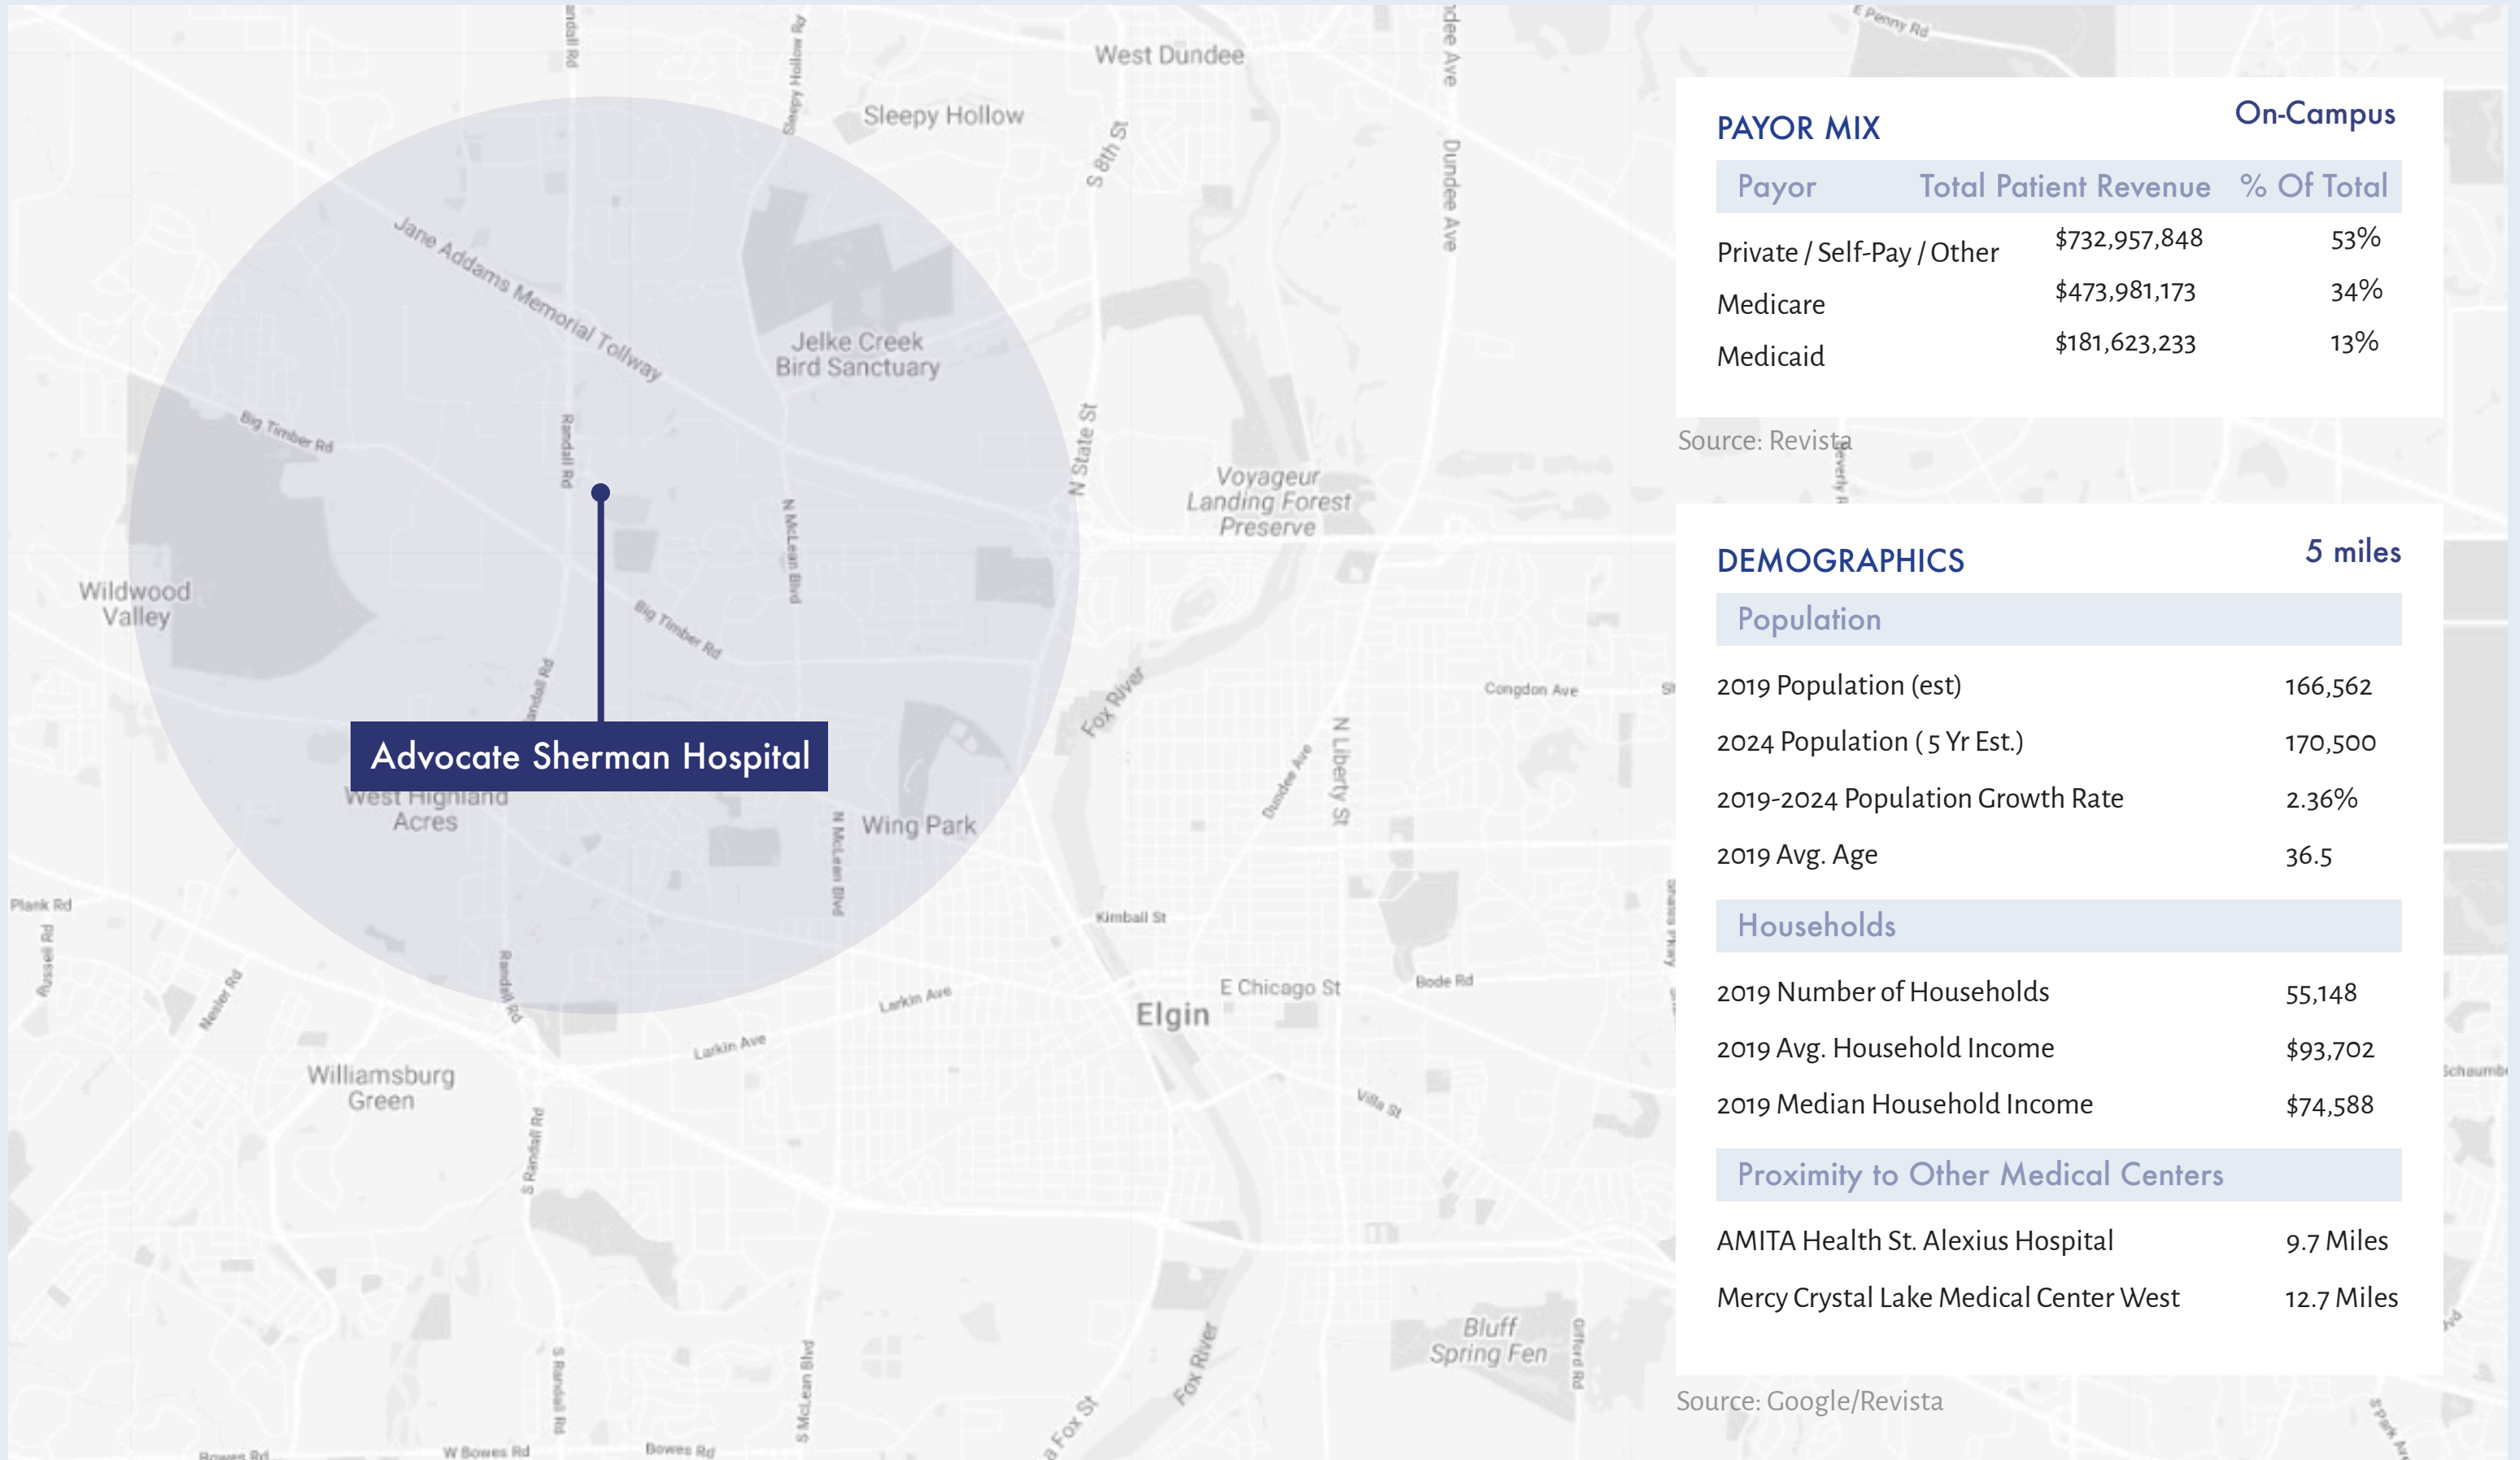 West Dundee
Sleepy Hollow
Sleepy Hollow Rd
S 8th St
Dundee Ave
E Penny Rd
Jane Addams Memorial Tollway
Jelke Creek
Bird Sanctuary
Big Timber Rd
Randall Rd
N State St
N McLean Blvd
Voyageur
Landing Forest
Preserve
Wildwood
Valley
Big Timber Rd
Fox River
Congdon Ave
N Liberty St
Dundee Ave
Advocate Sherman Hospital
West Highland
Acres
Wing Park
N McLean Blvd
Plank Rd
Russell Rd
Nesler Rd
Randall Rd
Kimball St
Larkin Ave
E Chicago St
Bode Rd
Elgin
Larkin Ave
Williamsburg
Green
Villa St
S Randall Rd
Bluff
Spring Fen
Gifford Rd
Fox River
S Randall Rd
S McLean Blvd
Bowes Rd
W Bowes Rd
Bowes Rd
PAYOR MIX On-Campus
Payor Total Patient Revenue % Of Total
Private / Self-Pay / Other $732,957,848 53%
Medicare $473,981,173 34%
Medicaid $181,623,233 13%
Source: Revista
DEMOGRAPHICS 5 miles
Population
2019 Population (est) 166,562
2024 Population ( 5 Yr Est.) 170,500
2019-2024 Population Growth Rate 2.36%
2019 Avg. Age 36.5
Households
2019 Number of Households 55,148
2019 Avg. Household Income $93,702
2019 Median Household Income $74,588
Proximity to Other Medical Centers
AMITA Health St. Alexius Hospital 9.7 Miles
Mercy Crystal Lake Medical Center West 12.7 Miles
Source: Google/Revista